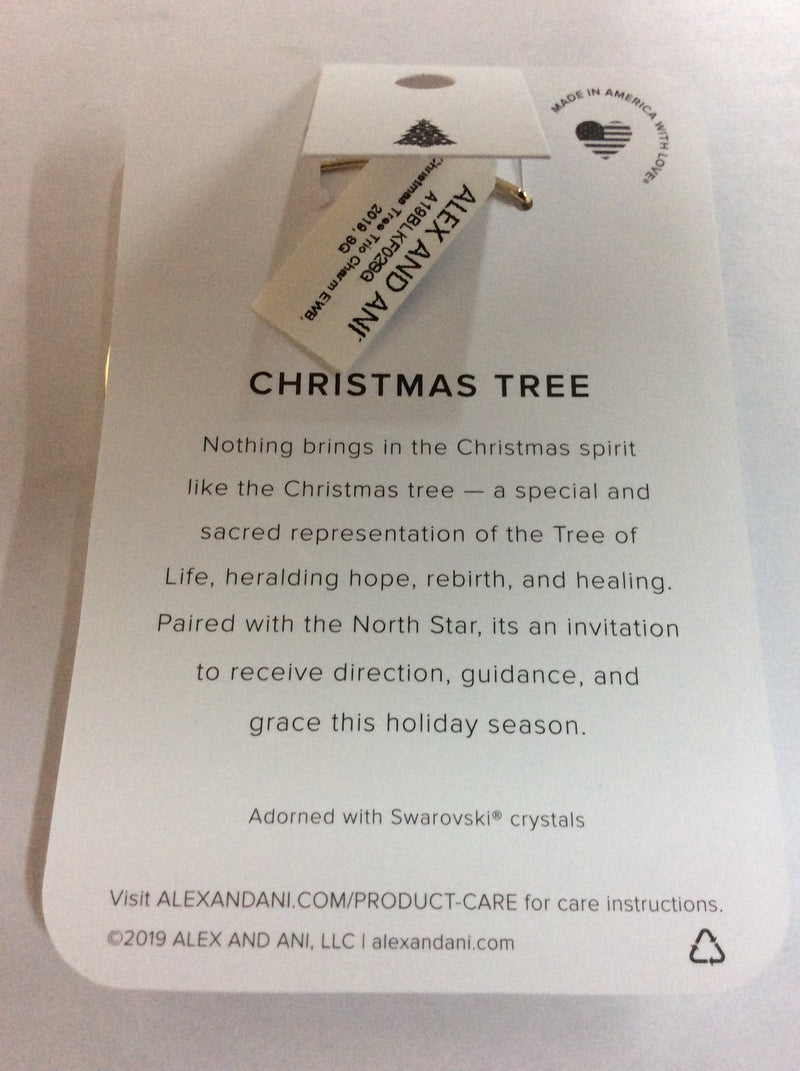 MADE IN AMERICA WITH LOVE®
ALEX AND ANI
A19BLKF02SG
Christmas Tree Trio Charm EWB,
2019, SG
CHRISTMAS TREE
Nothing brings in the Christmas spirit
like the Christmas tree — a special and
sacred representation of the Tree of
Life, heralding hope, rebirth, and healing.
Paired with the North Star, its an invitation
to receive direction, guidance, and
grace this holiday season.
Adorned with Swarovski® crystals
Visit ALEXANDANI.COM/PRODUCT-CARE for care instructions.
©2019 ALEX AND ANI, LLC | alexandani.com